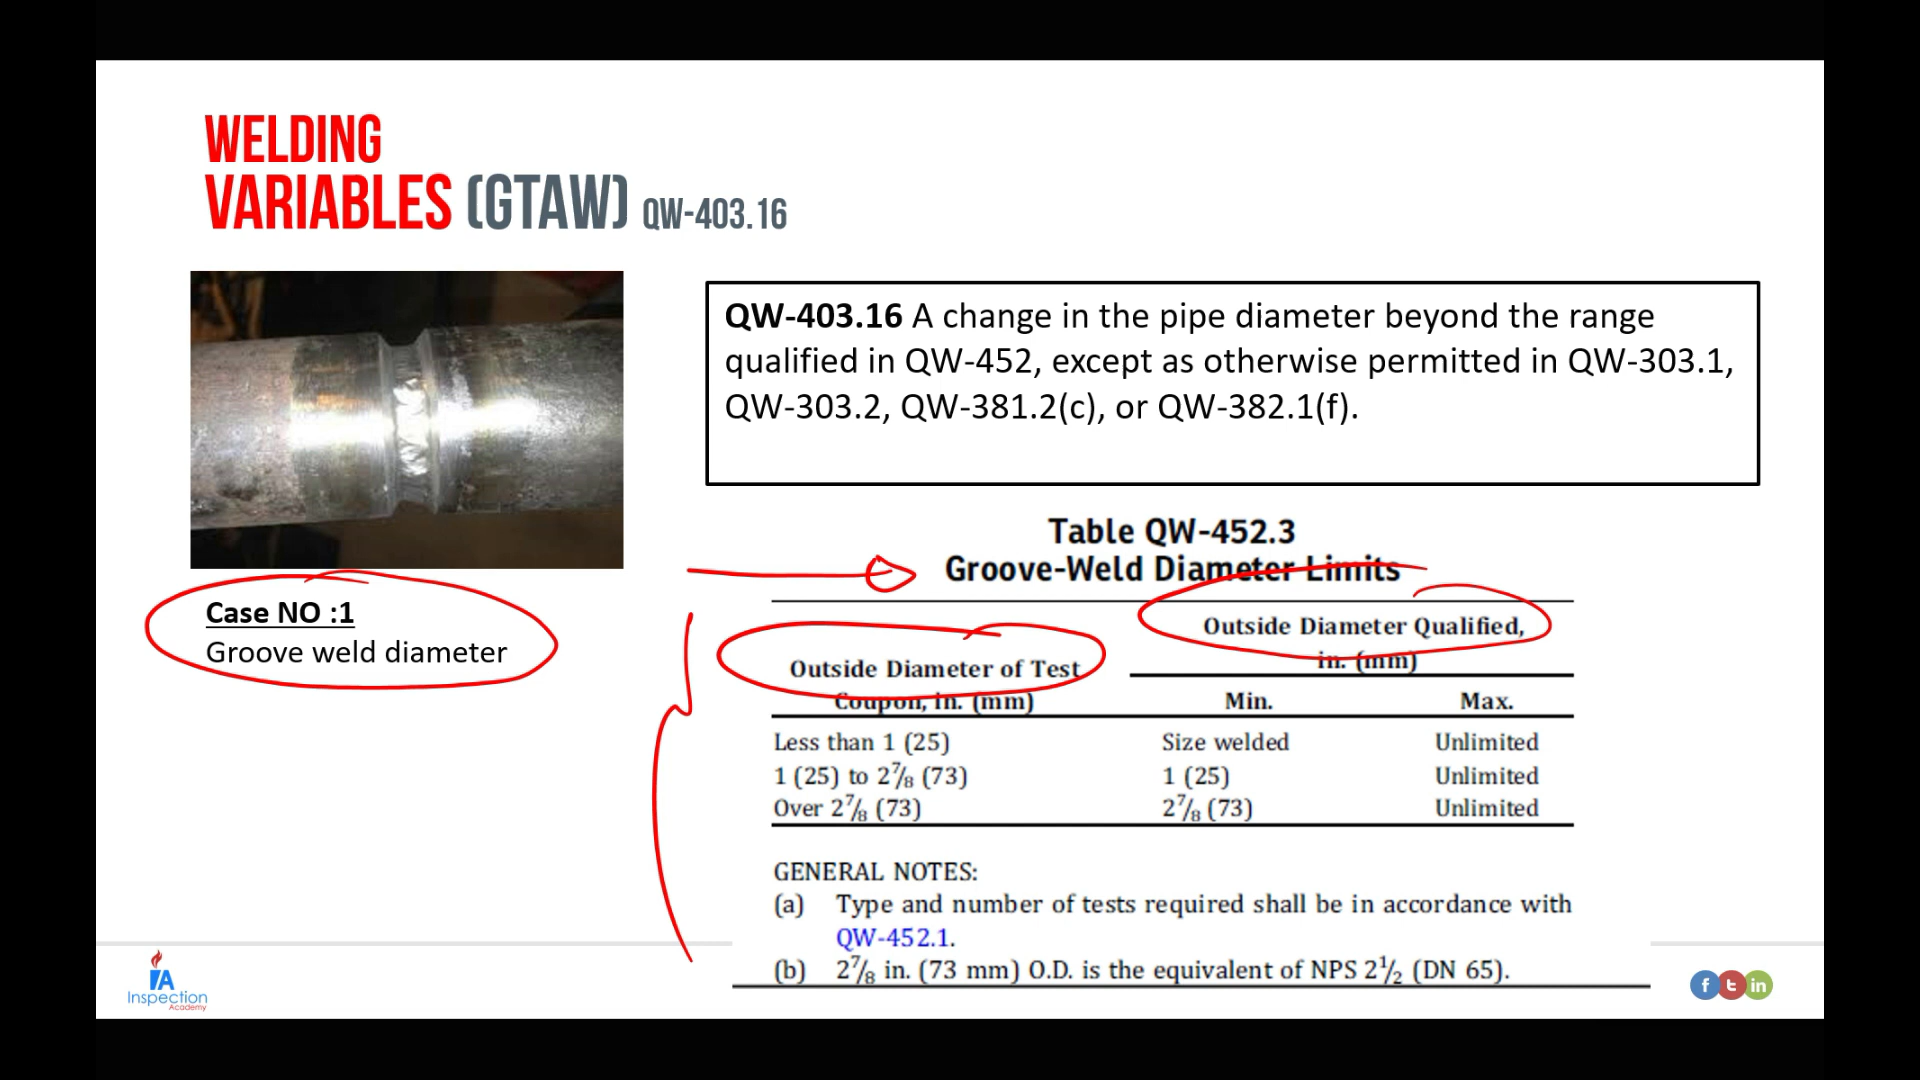 WELDING
VARIABLES (GTAW) QW-403.16
QW-403.16 A change in the pipe diameter beyond the range
qualified in QW-452, except as otherwise permitted in QW-303.1,
QW-303.2, QW-381.2(c), or QW-382.1(f).
Case NO :1
Groove weld diameter
Table QW-452.3
Groove-Weld Diameter Limits
Outside Diameter of Test
Coupon, in. (mm)
Outside Diameter Qualified,
in. (mm)
Min. Max.
Less than 1 (25) Size welded Unlimited
1 (25) to 2⅞ (73) 1 (25) Unlimited
Over 2⅞ (73) 2⅞ (73) Unlimited
GENERAL NOTES:
(a) Type and number of tests required shall be in accordance with
QW-452.1.
(b) 2⅞ in. (73 mm) O.D. is the equivalent of NPS 2½ (DN 65).
IA
Inspection
Academy
f t in